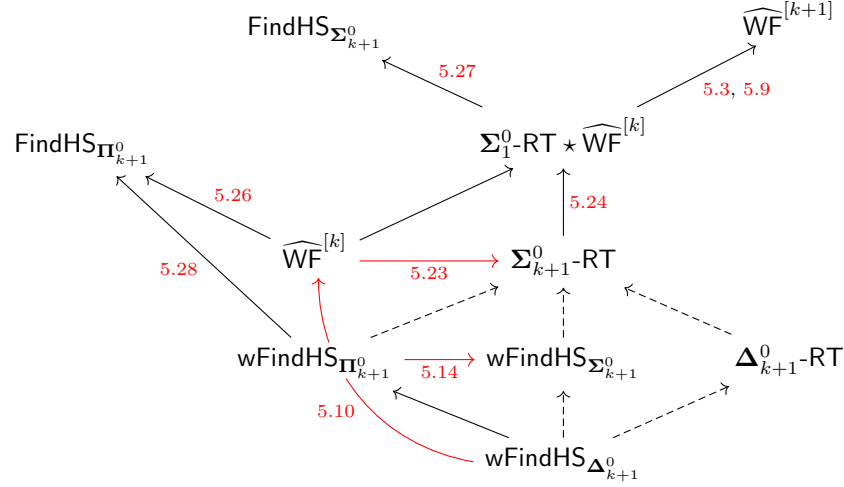 FindHS_{𝚺^0_{k+1}}
\widehat{WF}^{[k+1]}
5.27
5.3, 5.9
FindHS_{𝚷^0_{k+1}}
𝚺^0_1-RT ⋆ \widehat{WF}^{[k]}
5.26
5.24
5.28
\widehat{WF}^{[k]}
5.23
𝚺^0_{k+1}-RT
wFindHS_{𝚷^0_{k+1}}
5.14
wFindHS_{𝚺^0_{k+1}}
𝚫^0_{k+1}-RT
5.10
wFindHS_{𝚫^0_{k+1}}